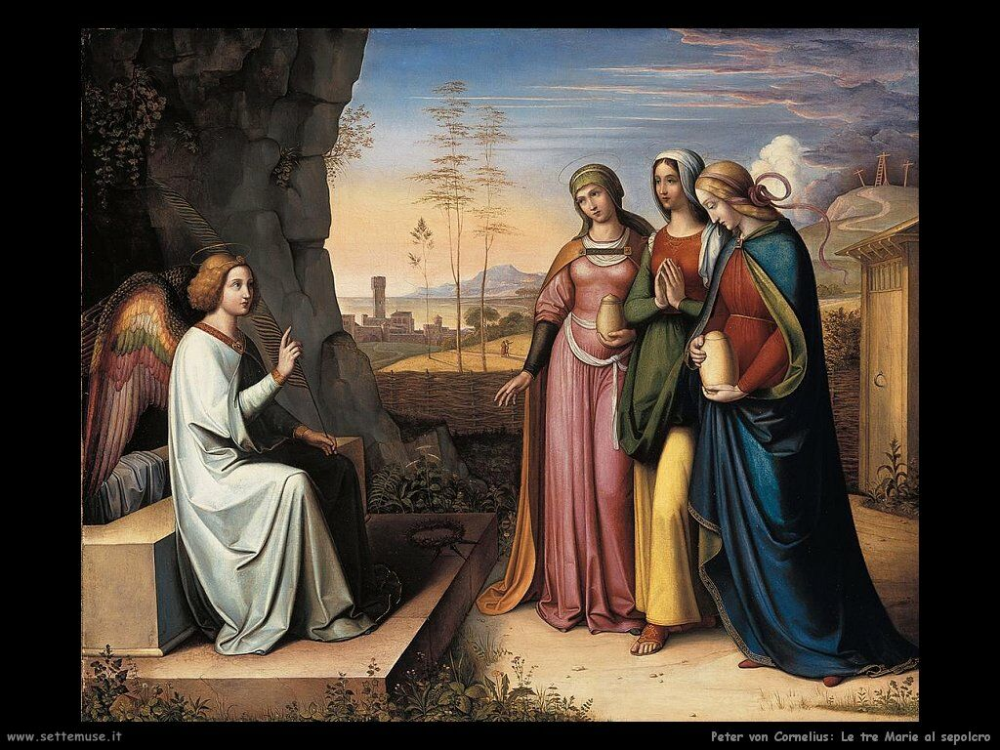 www.settemuse.it
Peter von Cornelius: Le tre Marie al sepolcro